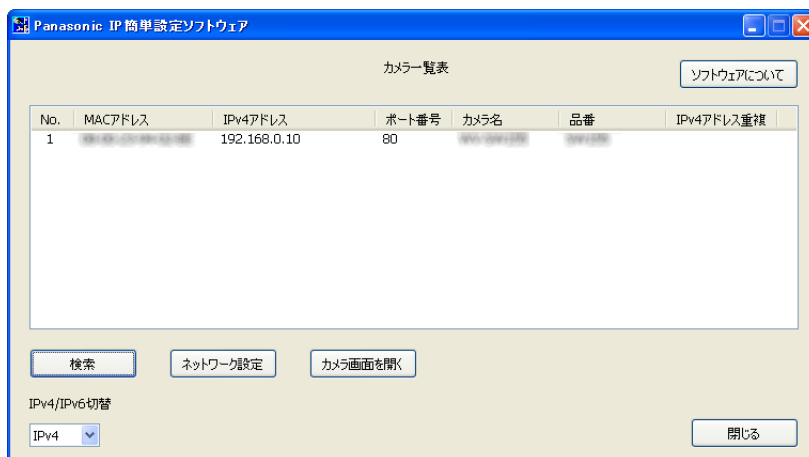 Panasonic IP簡単設定ソフトウェア
カメラ一覧表
ソフトウェアについて
No. MACアドレス IPv4アドレス ポート番号 カメラ名 品番 IPv4アドレス重複
1 192.168.0.10 80
検索 ネットワーク設定 カメラ画面を開く
IPv4/IPv6切替
IPv4
閉じる